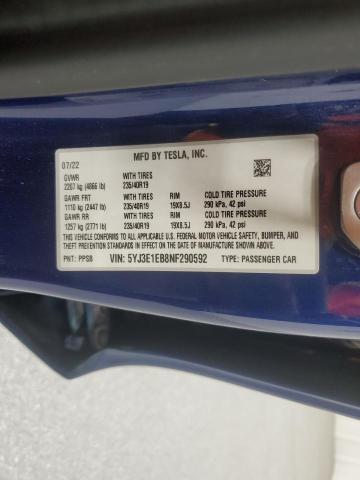 MFD BY TESLA, INC.
07/22
GVWR WITH TIRES
2207 kg (4866 lb) 235/40R19
GAWR FRT WITH TIRES RIM COLD TIRE PRESSURE
1110 kg (2447 lb) 235/40R19 19X8.5J 290 kPa, 42 psi
GAWR RR WITH TIRES RIM COLD TIRE PRESSURE
1257 kg (2771 lb) 235/40R19 19X8.5J 290 kPa, 42 psi
THIS VEHICLE CONFORMS TO ALL APPLICABLE U.S. FEDERAL MOTOR VEHICLE SAFETY, BUMPER, AND
THEFT PREVENTION STANDARDS IN EFFECT ON THE DATE OF MANUFACTURE SHOWN ABOVE.
PNT: PPSB VIN: 5YJ3E1EB8NF290592 TYPE: PASSENGER CAR